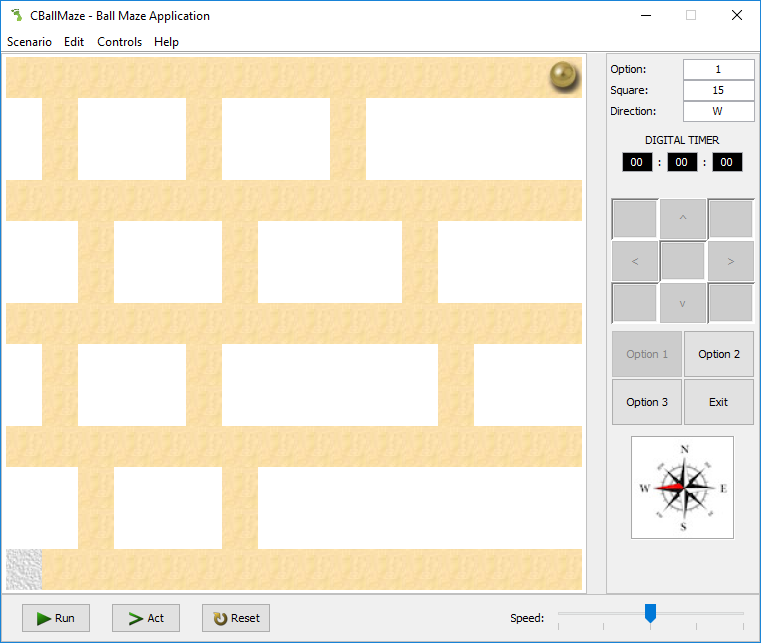 CBallMaze - Ball Maze Application
Scenario Edit Controls Help
Option: 1
Square: 15
Direction: W
DIGITAL TIMER
00 : 00 : 00
^
< >
v
Option 1 Option 2
Option 3 Exit
N
W E
S
Run Act Reset Speed: